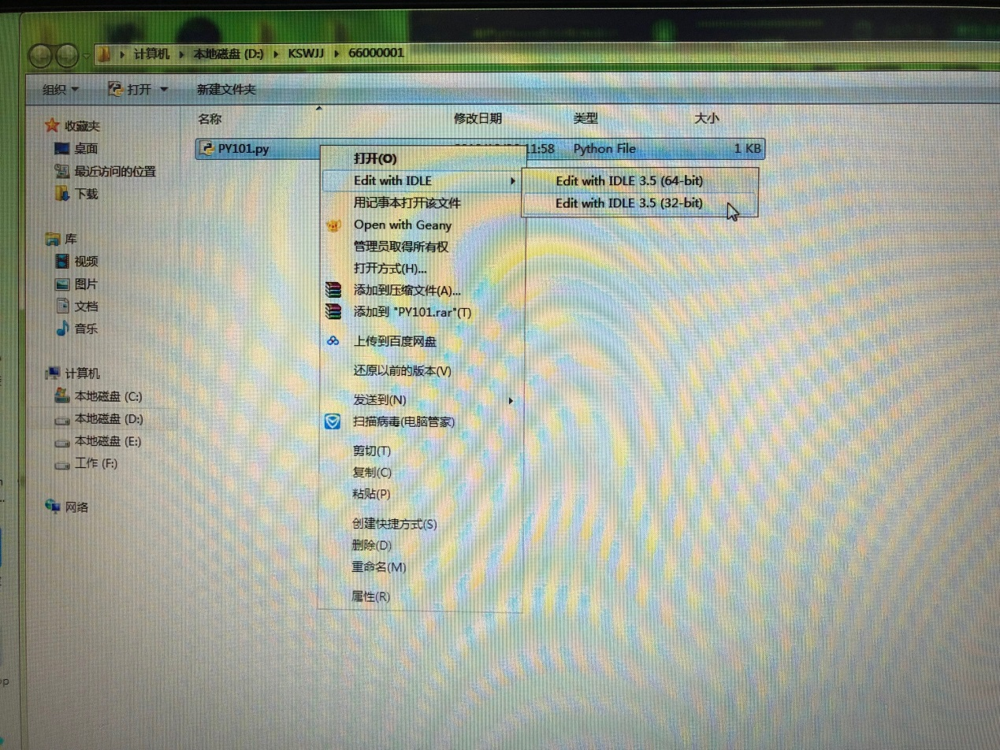 计算机 本地磁盘 (D:) KSWJJ 66000001
组织 打开 新建文件夹
名称 修改日期 类型 大小
PY101.py 11:58 Python File 1 KB
收藏夹
桌面
最近访问的位置
下载
库
视频
图片
文档
音乐
计算机
本地磁盘 (C:)
本地磁盘 (D:)
本地磁盘 (E:)
工作 (F:)
网络
打开(O)
Edit with IDLE
用记事本打开该文件
Open with Geany
管理员取得所有权
打开方式(H)...
添加到压缩文件(A)...
添加到 "PY101.rar"(T)
上传到百度网盘
还原以前的版本(V)
发送到(N)
扫描病毒(电脑管家)
剪切(T)
复制(C)
粘贴(P)
创建快捷方式(S)
删除(D)
重命名(M)
属性(R)
Edit with IDLE 3.5 (64-bit)
Edit with IDLE 3.5 (32-bit)